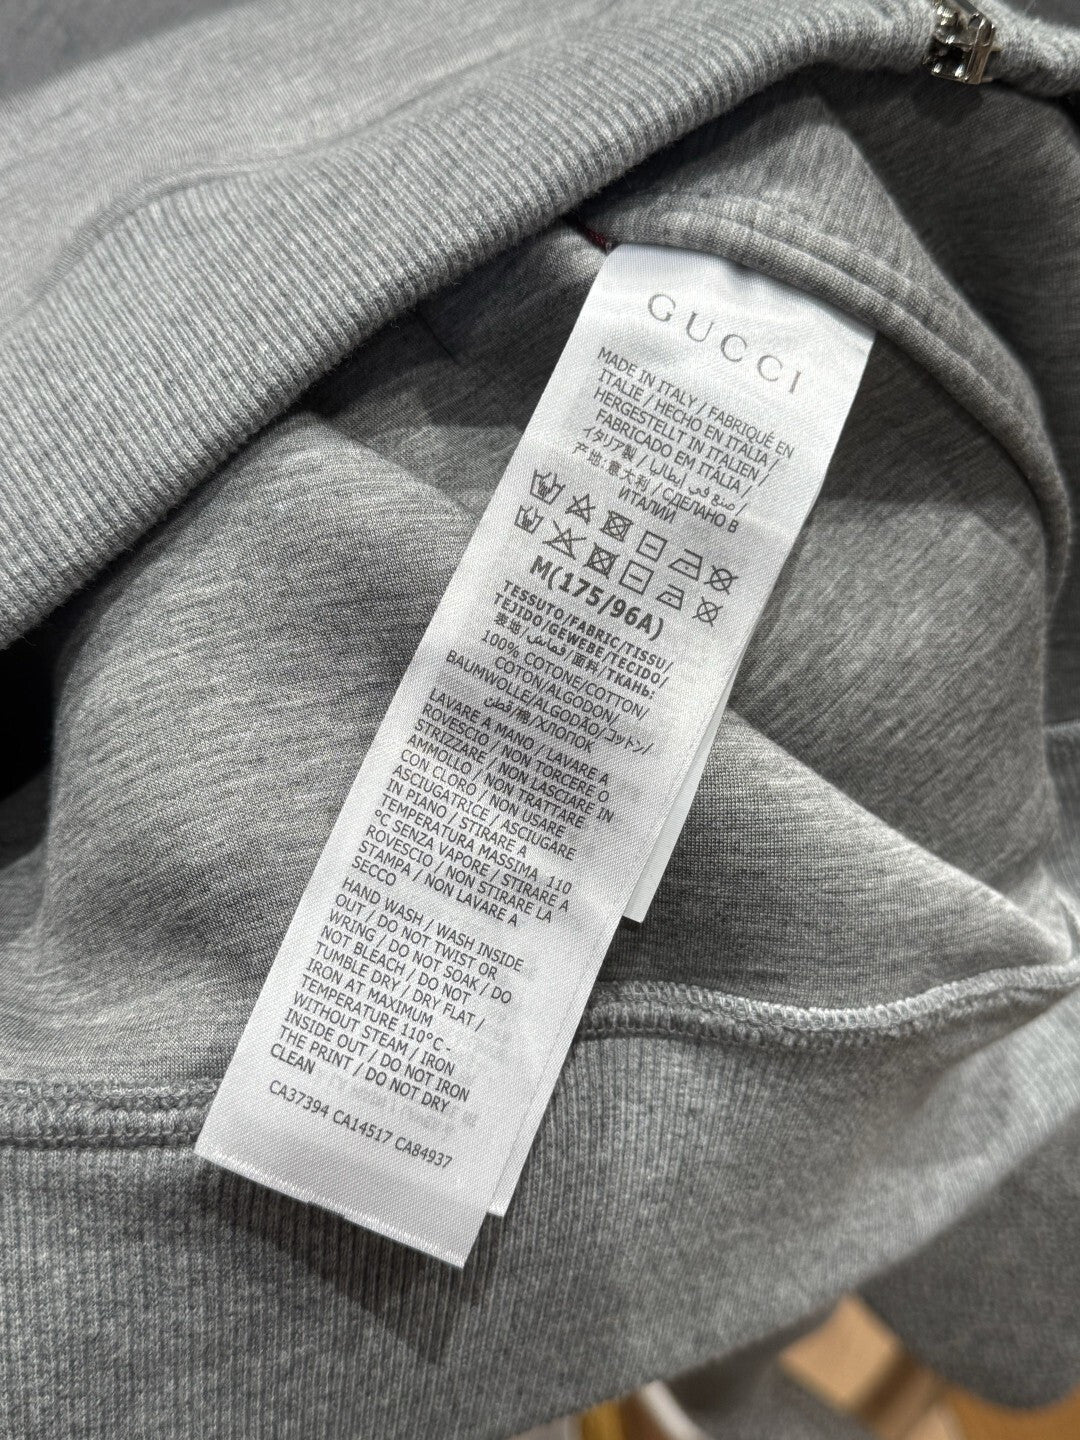 GUCCI
MADE IN ITALY / FABRIQUÉ EN
ITALIE / HECHO EN ITALIA /
HERGESTELLT IN ITALIEN /
FABRICADO EM ITÁLIA /
イタリア製 / صنع في إيطاليا /
产地：意大利 / СДЕЛАНО В
ИТАЛИИ
M(175/96A)
TESSUTO/FABRIC/TISSU/
TEJIDO/GEWEBE/TECIDO/
表地/قماش/面料/ТКАНЬ:
100% COTONE/COTTON/
COTON/ALGODON/
BAUMWOLLE/ALGODÃO/コットン/
قطن/棉/ХЛОПОК
LAVARE A MANO / LAVARE A
ROVESCIO / NON TORCERE O
STRIZZARE / NON LASCIARE IN
AMMOLLO / NON TRATTARE
CON CLORO / NON USARE
ASCIUGATRICE / ASCIUGARE
IN PIANO / STIRARE A
TEMPERATURA MASSIMA 110
°C SENZA VAPORE / STIRARE A
ROVESCIO / NON STIRARE LA
STAMPA / NON LAVARE A
SECCO
HAND WASH / WASH INSIDE
OUT / DO NOT TWIST OR
WRING / DO NOT SOAK / DO
NOT BLEACH / DO NOT
TUMBLE DRY / DRY FLAT /
IRON AT MAXIMUM
TEMPERATURE 110°C -
WITHOUT STEAM / IRON
INSIDE OUT / DO NOT IRON
THE PRINT / DO NOT DRY
CLEAN
CA37394 CA14517 CA84937